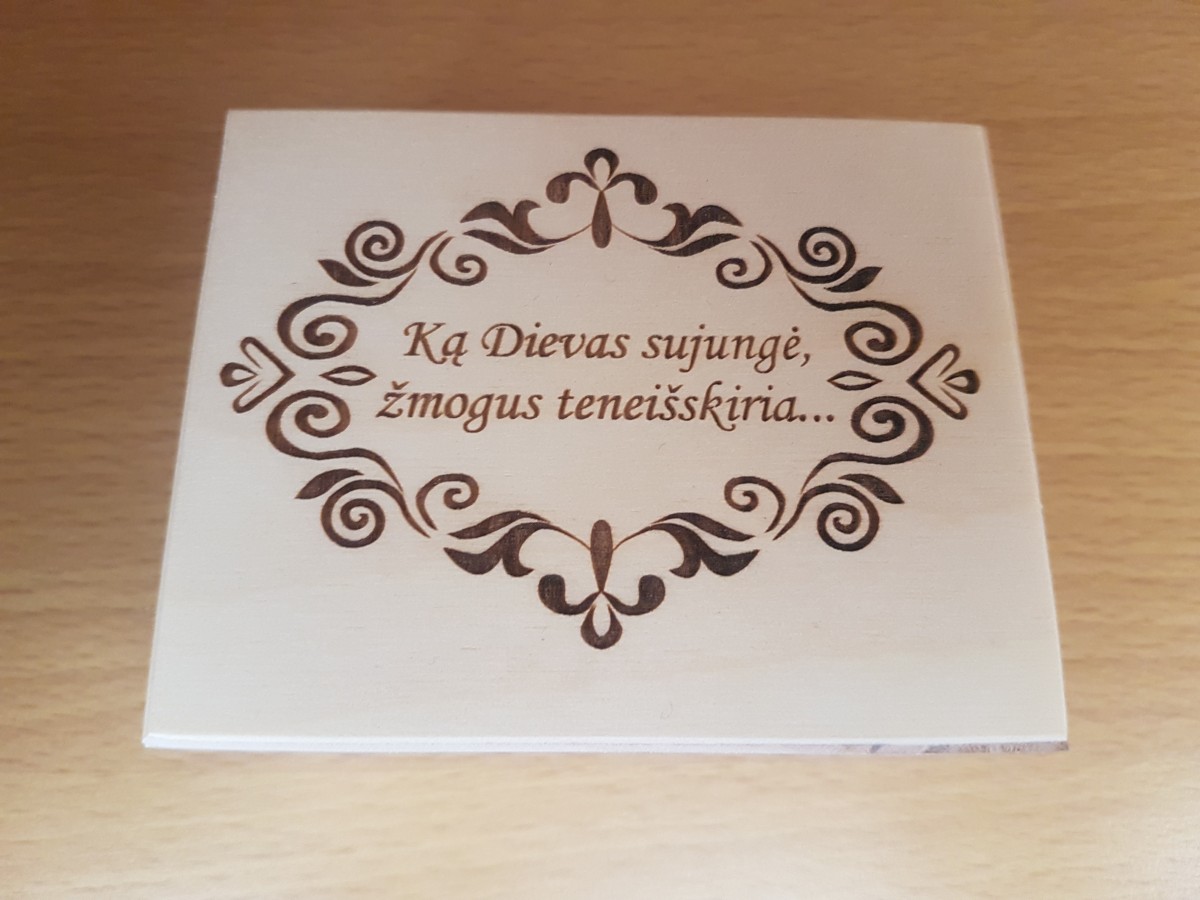 Ką Dievas sujungė,
žmogus teneišskiria...